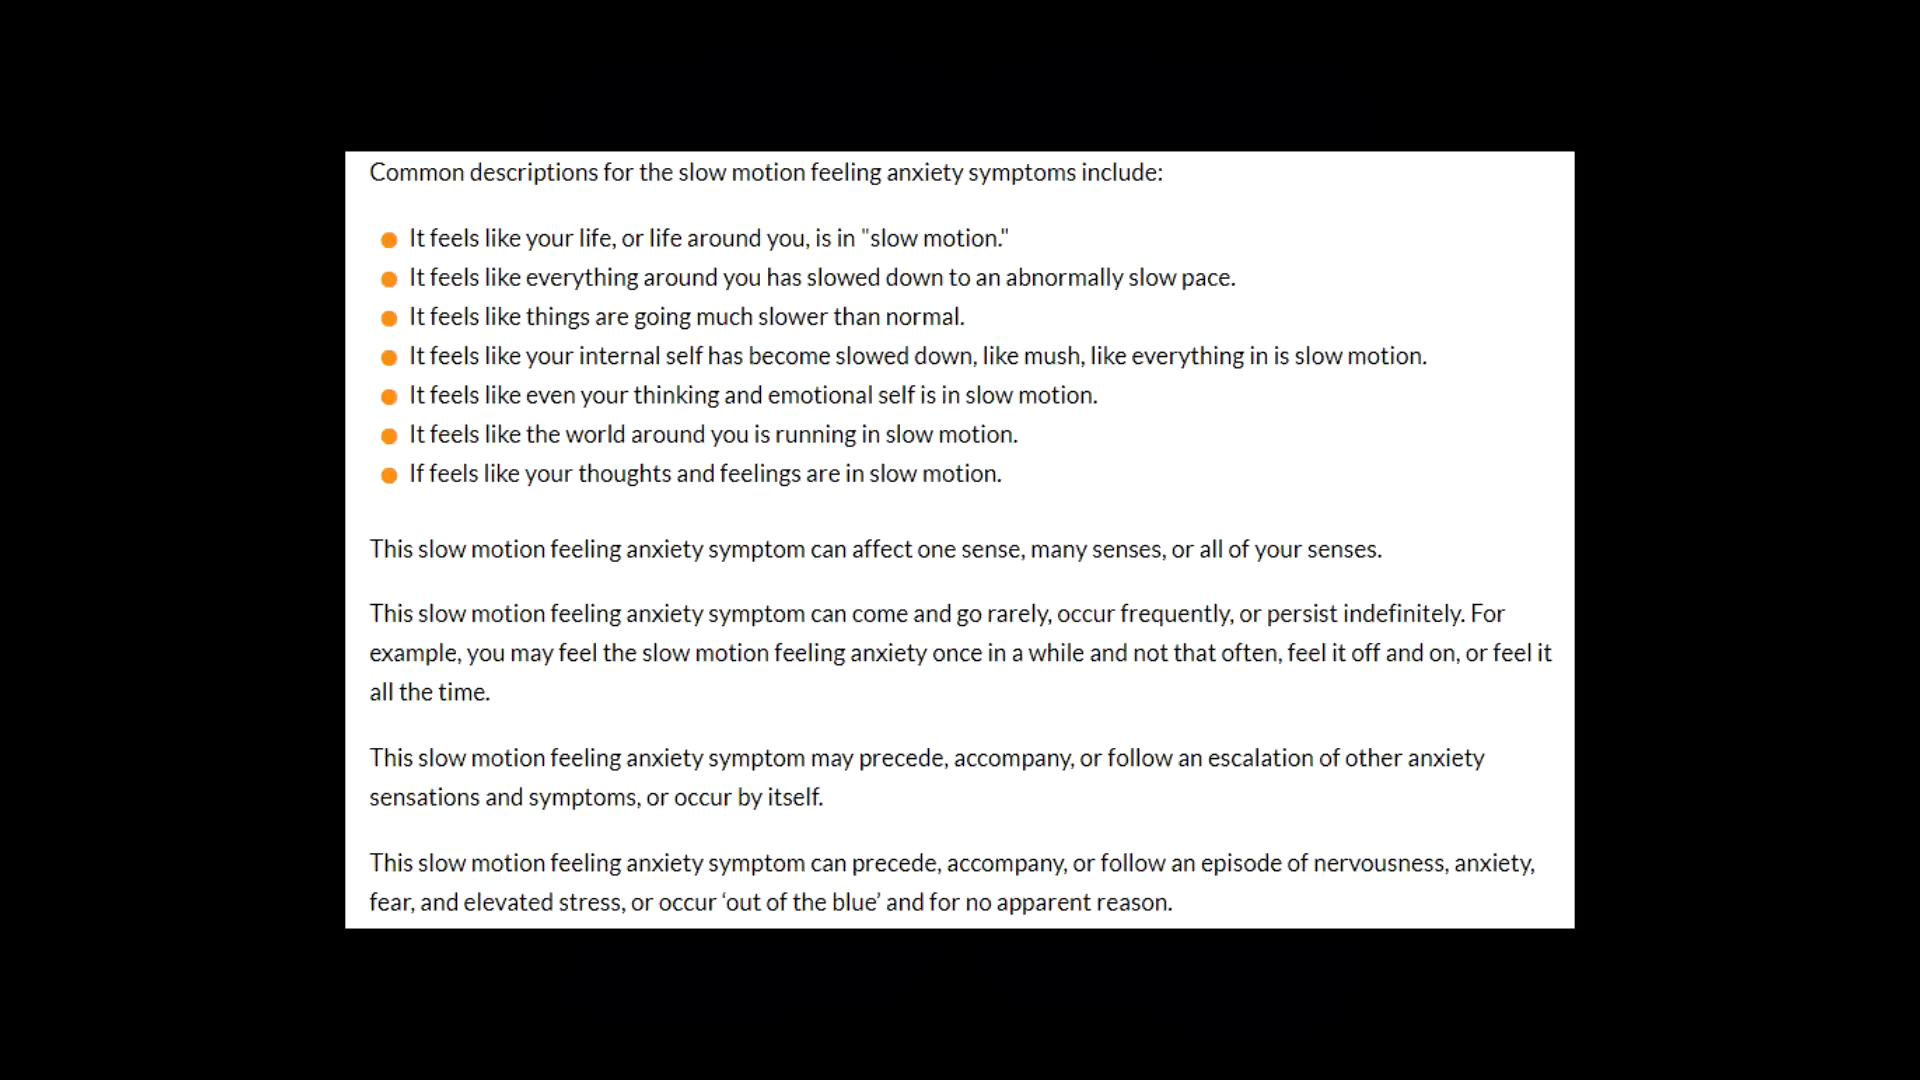 Common descriptions for the slow motion feeling anxiety symptoms include:
It feels like your life, or life around you, is in "slow motion."
It feels like everything around you has slowed down to an abnormally slow pace.
It feels like things are going much slower than normal.
It feels like your internal self has become slowed down, like mush, like everything in is slow motion.
It feels like even your thinking and emotional self is in slow motion.
It feels like the world around you is running in slow motion.
If feels like your thoughts and feelings are in slow motion.
This slow motion feeling anxiety symptom can affect one sense, many senses, or all of your senses.
This slow motion feeling anxiety symptom can come and go rarely, occur frequently, or persist indefinitely. For
example, you may feel the slow motion feeling anxiety once in a while and not that often, feel it off and on, or feel it
all the time.
This slow motion feeling anxiety symptom may precede, accompany, or follow an escalation of other anxiety
sensations and symptoms, or occur by itself.
This slow motion feeling anxiety symptom can precede, accompany, or follow an episode of nervousness, anxiety,
fear, and elevated stress, or occur ‘out of the blue’ and for no apparent reason.